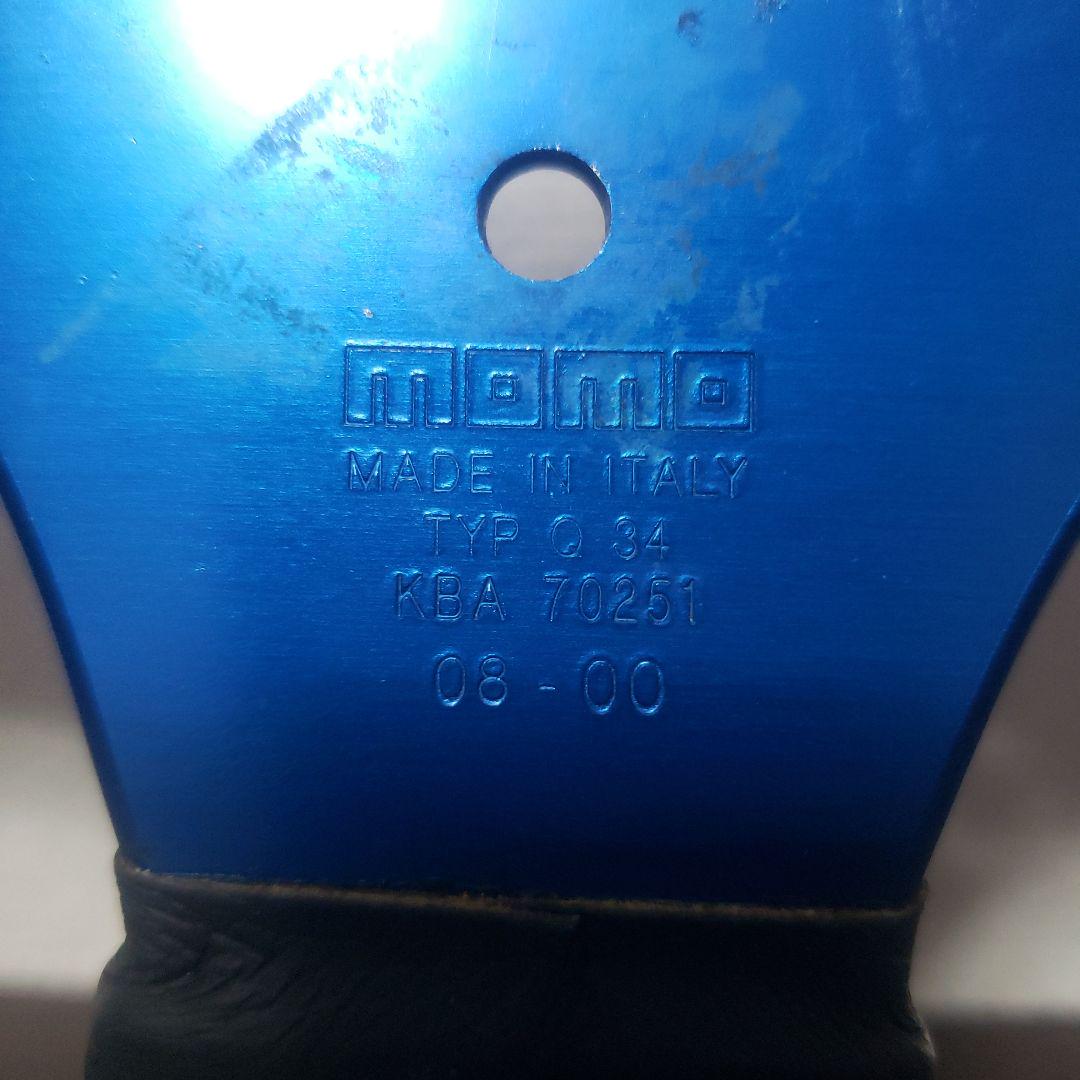 momo
MADE IN ITALY
TYP Q 34
KBA 70251
08 - 00